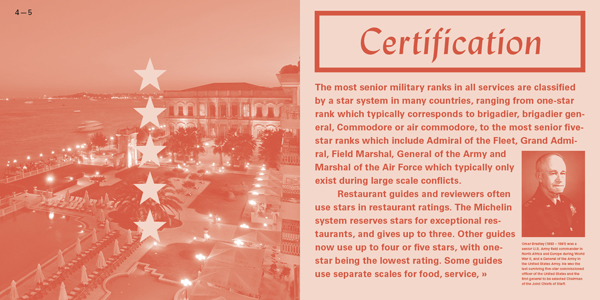 4—5
Certification
The most senior military ranks in all services are classified
by a star system in many countries, ranging from one-star
rank which typically corresponds to brigadier, brigadier gen-
eral, Commodore or air commodore, to the most senior five-
star ranks which include Admiral of the Fleet, Grand Admi-
ral, Field Marshal, General of the Army and
Marshal of the Air Force which typically only
exist during large scale conflicts.
Restaurant guides and reviewers often
use stars in restaurant ratings. The Michelin
system reserves stars for exceptional res-
taurants, and gives up to three. Other guides
now use up to four or five stars, with one-
star being the lowest rating. Some guides
use separate scales for food, service, »
Omar Bradley (1893 – 1981) was a
senior U.S. Army field commander in
North Africa and Europe during World
War II, and a General of the Army in
the United States Army. He was the
last surviving five-star commissioned
officer of the United States and the
first general to be selected Chairman
of the Joint Chiefs of Staff.